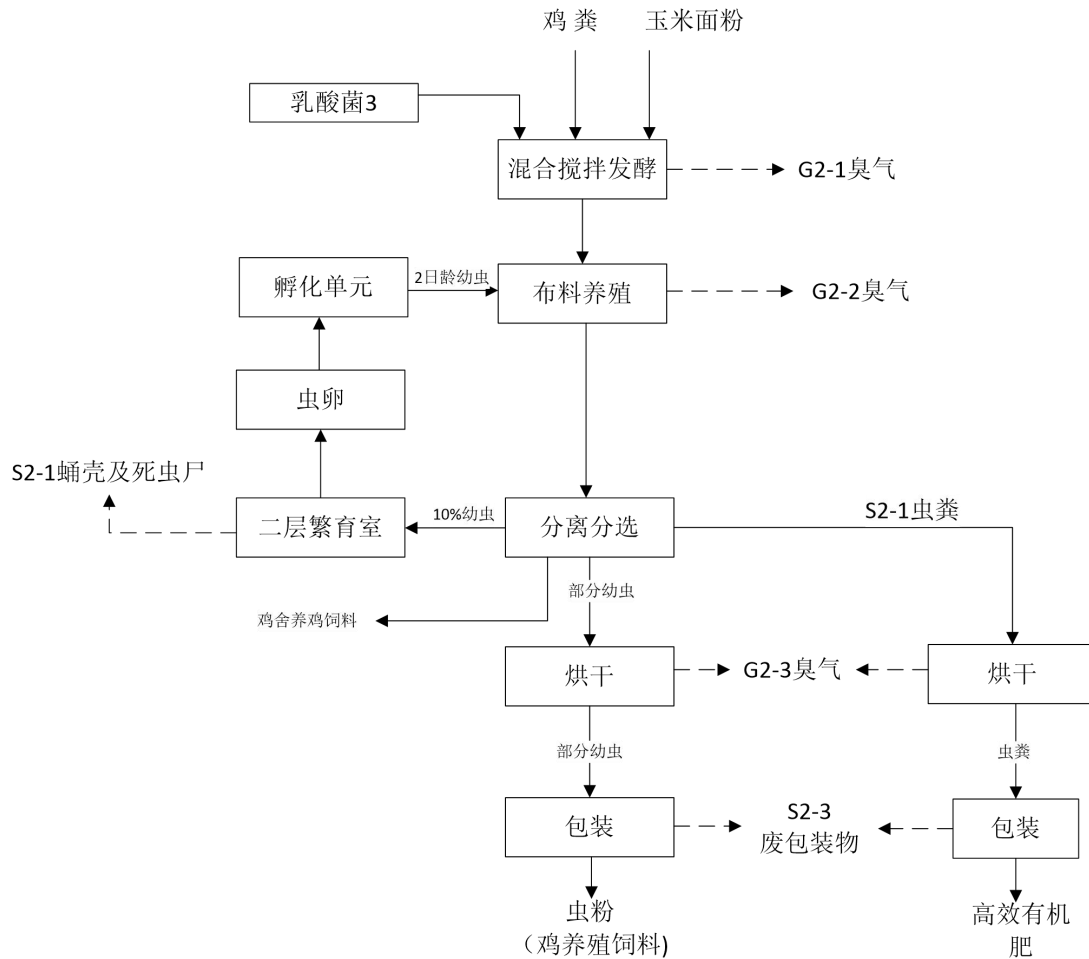 鸡 粪
玉米面粉
乳酸菌3
混合搅拌发酵
G2-1臭气
孵化单元
2日龄幼虫
布料养殖
G2-2臭气
虫卵
S2-1蛹壳及死虫尸
二层繁育室
10%幼虫
分离分选
S2-1虫粪
部分幼虫
鸡舍养鸡饲料
烘干
G2-3臭气
烘干
部分幼虫
虫粪
包装
S2-3
废包装物
包装
虫粉
（鸡养殖饲料)
高效有机
肥